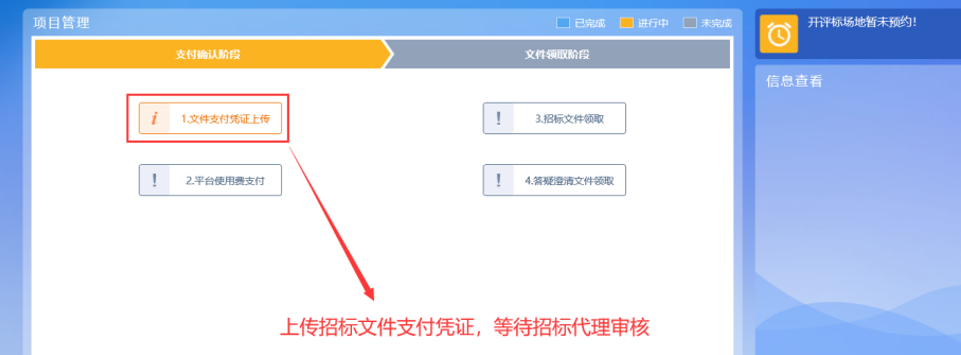 项目管理
已完成 进行中 未完成
开评标场地暂未预约!
信息查看
支付确认阶段 文件领取阶段
i 1.文件支付凭证上传
! 3.招标文件领取
! 2.平台使用费支付
! 4.答疑澄清文件领取
上传招标文件支付凭证，等待招标代理审核